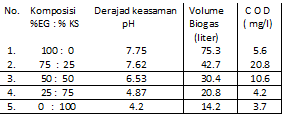 No. Komposisi Derajad keasaman Volume C O D
%EG : % KS pH Biogas ( mg/l)
(liter)
1. 100 : 0 7.75 75.3 5.6
2. 75 : 25 7.62 42.7 20.8
3. 50 : 50 6.53 30.4 10.6
4. 25 : 75 4.87 20.8 4.2
5. 0 : 100 4.2 14.2 3.7